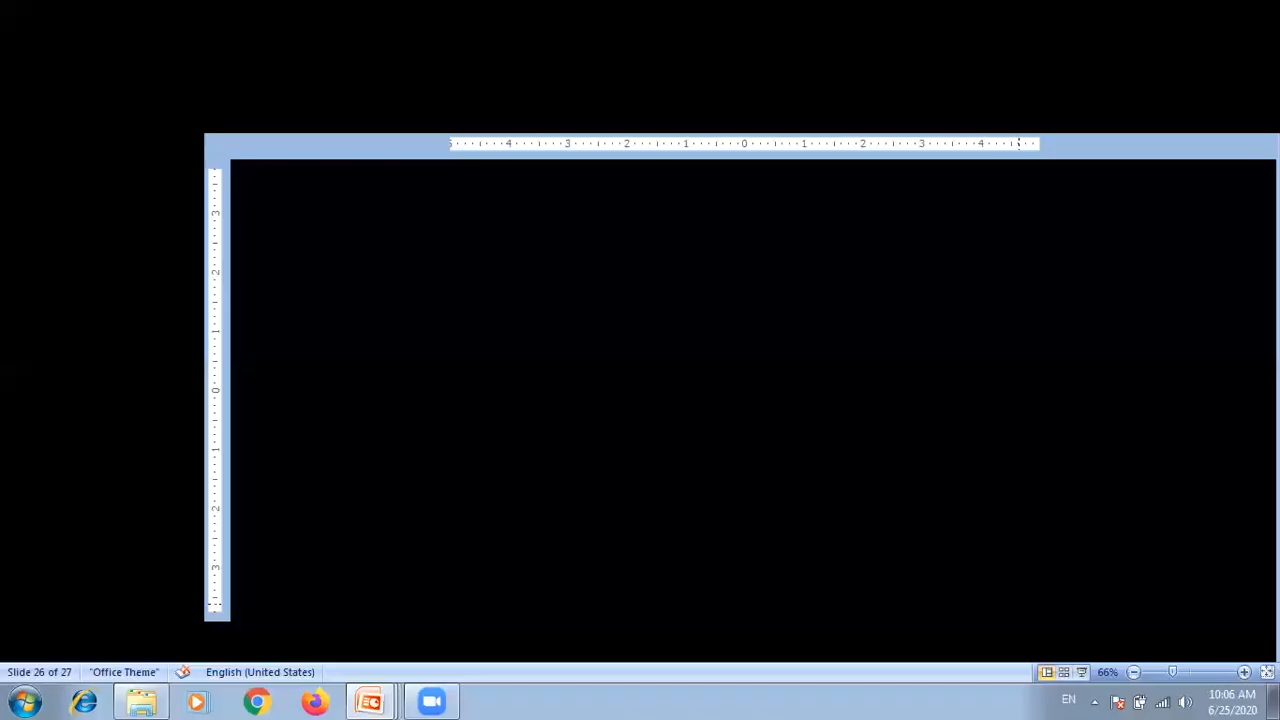 5 4 3 2 1 0 1 2 3 4
3
2
1
0
1
2
3
Slide 26 of 27 "Office Theme" English (United States) 66%
EN 10:06 AM
6/25/2020